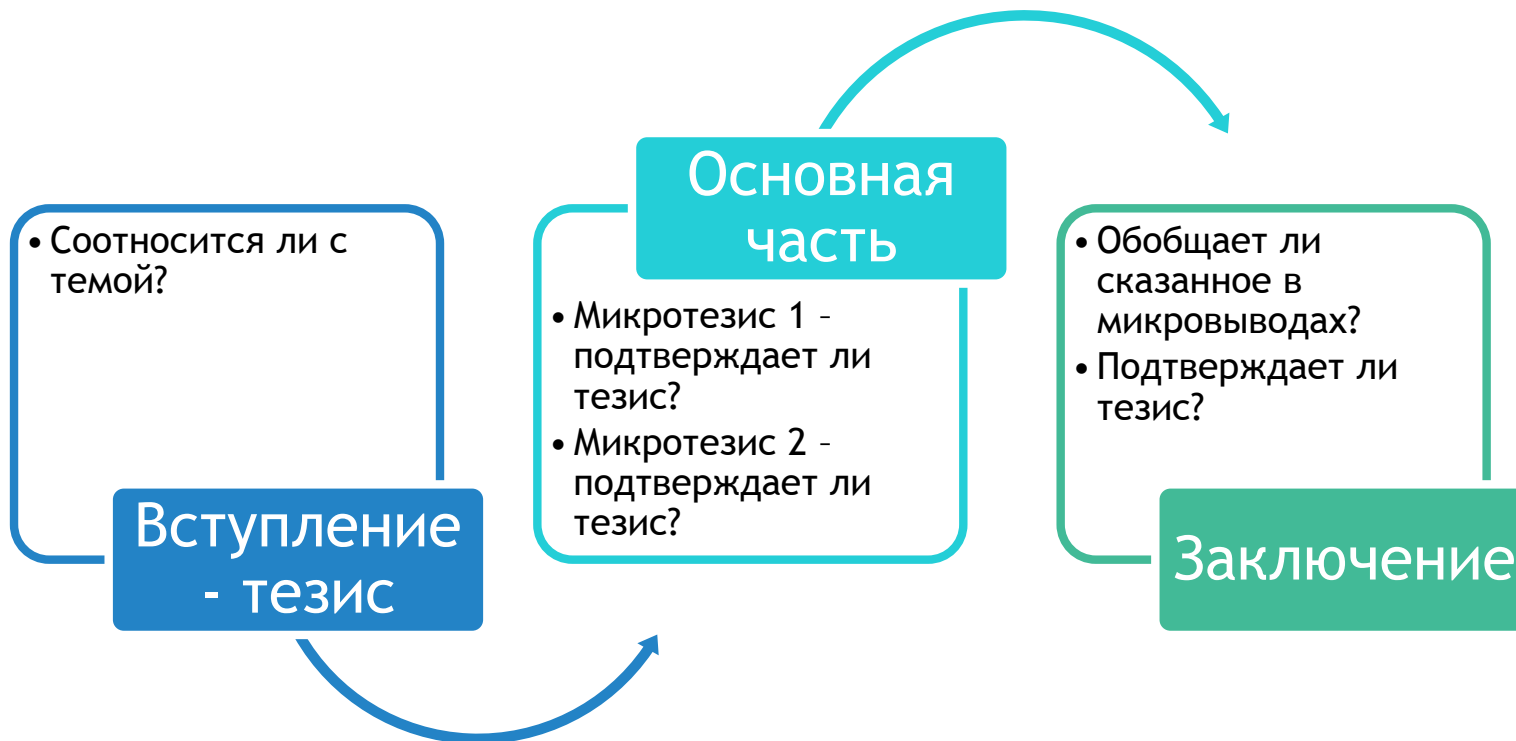 • Соотносится ли с
темой?
Вступление
- тезис
Основная
часть
• Микротезис 1 –
подтверждает ли
тезис?
• Микротезис 2 –
подтверждает ли
тезис?
• Обобщает ли
сказанное в
микровыводах?
• Подтверждает ли
тезис?
Заключение